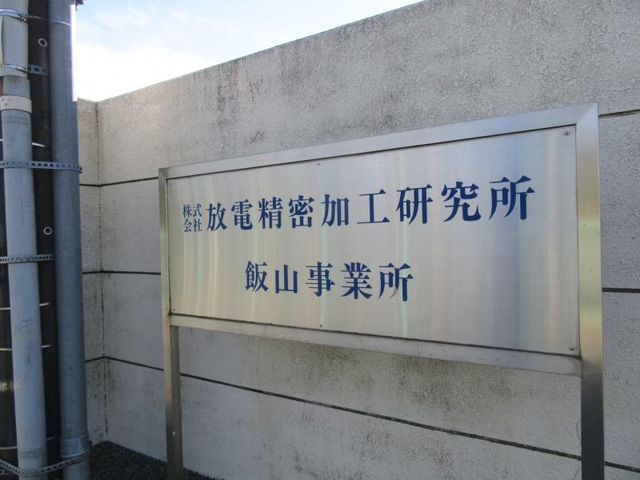 株式会社 放電精密加工研究所
飯山事業所